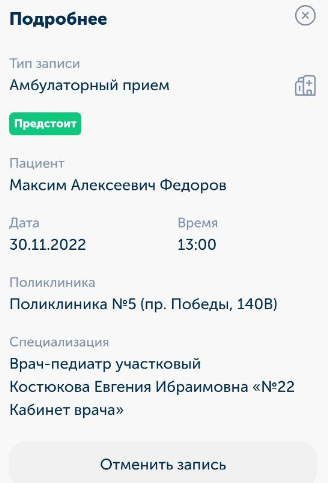 Подробнее
Тип записи
Амбулаторный прием
Предстоит
Пациент
Максим Алексеевич Федоров
Дата Время
30.11.2022 13:00
Поликлиника
Поликлиника №5 (пр. Победы, 140В)
Специализация
Врач-педиатр участковый
Костюкова Евгения Ибраимовна «№22
Кабинет врача»
Отменить запись